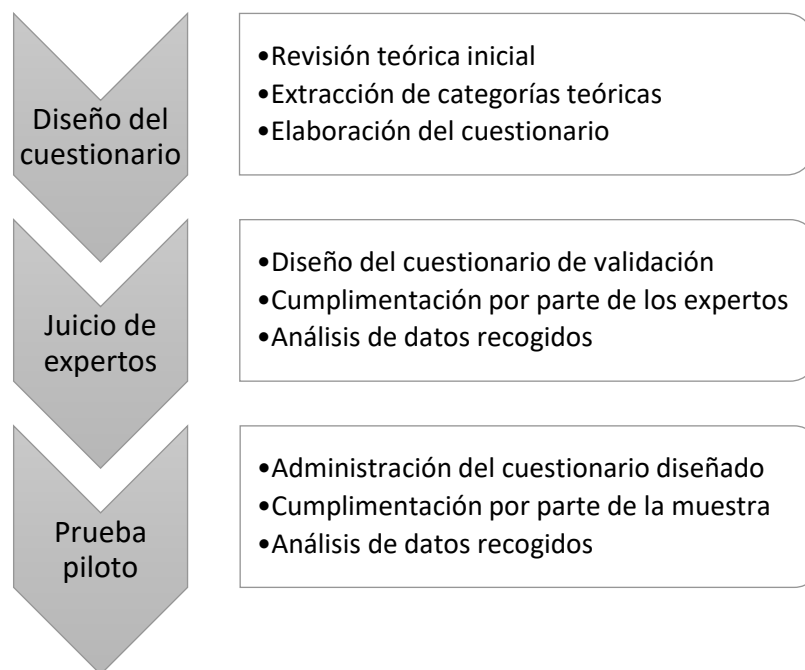 Diseño del
cuestionario
•Revisión teórica inicial
•Extracción de categorías teóricas
•Elaboración del cuestionario
Juicio de
expertos
•Diseño del cuestionario de validación
•Cumplimentación por parte de los expertos
•Análisis de datos recogidos
Prueba
piloto
•Administración del cuestionario diseñado
•Cumplimentación por parte de la muestra
•Análisis de datos recogidos